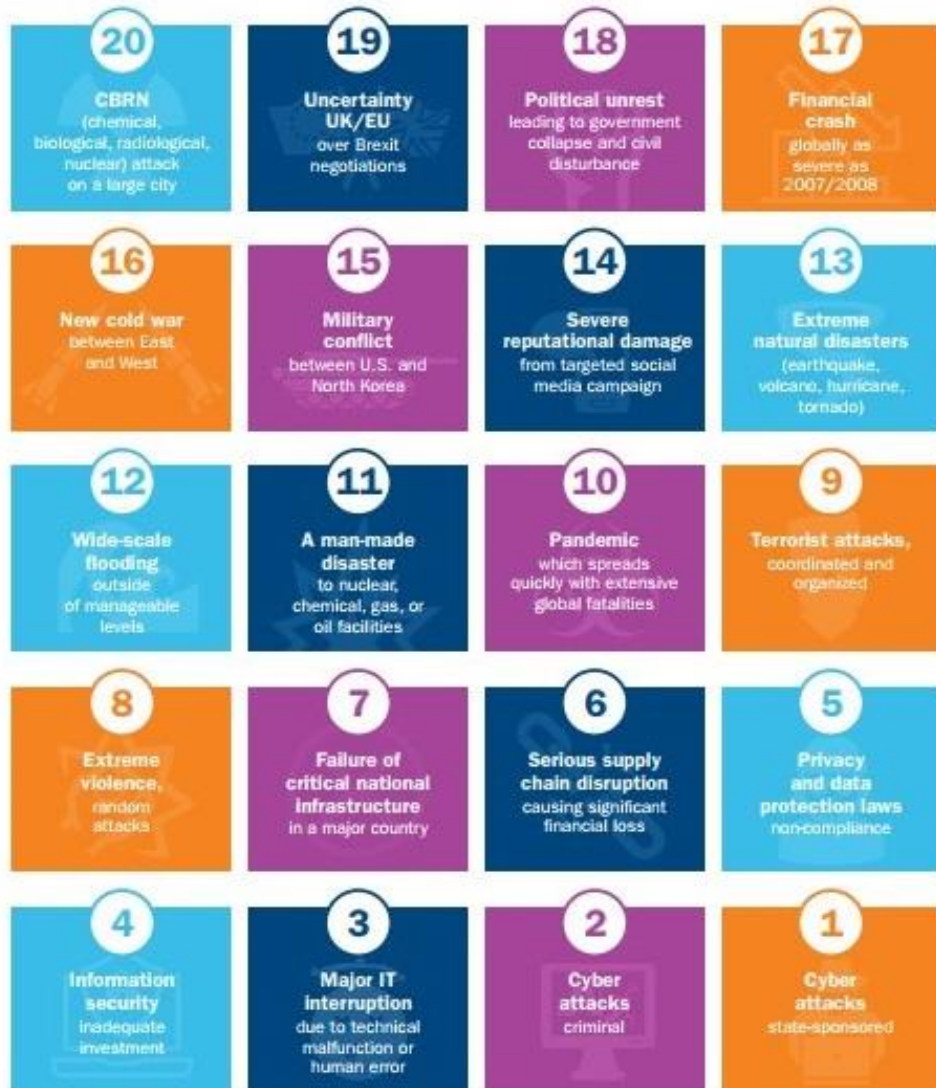 20
CBRN
(chemical,
biological, radiological,
nuclear) attack
on a large city
19
Uncertainty
UK/EU
over Brexit
negotiations
18
Political unrest
leading to government
collapse and civil
disturbance
17
Financial
crash
globally as
severe as
2007/2008
16
New cold war
between East
and West
15
Military
conflict
between U.S. and
North Korea
14
Severe
reputational damage
from targeted social
media campaign
13
Extreme
natural disasters
(earthquake,
volcano, hurricane,
tornado)
12
Wide-scale
flooding
outside
of manageable
levels
11
A man-made
disaster
to nuclear,
chemical, gas, or
oil facilities
10
Pandemic
which spreads
quickly with extensive
global fatalities
9
Terrorist attacks,
coordinated and
organized
8
Extreme
violence,
random
attacks
7
Failure of
critical national
infrastructure
in a major country
6
Serious supply
chain disruption
causing significant
financial loss
5
Privacy
and data
protection laws
non-compliance
4
Information
security
inadequate
investment
3
Major IT
interruption
due to technical
malfunction or
human error
2
Cyber
attacks
criminal
1
Cyber
attacks
state-sponsored